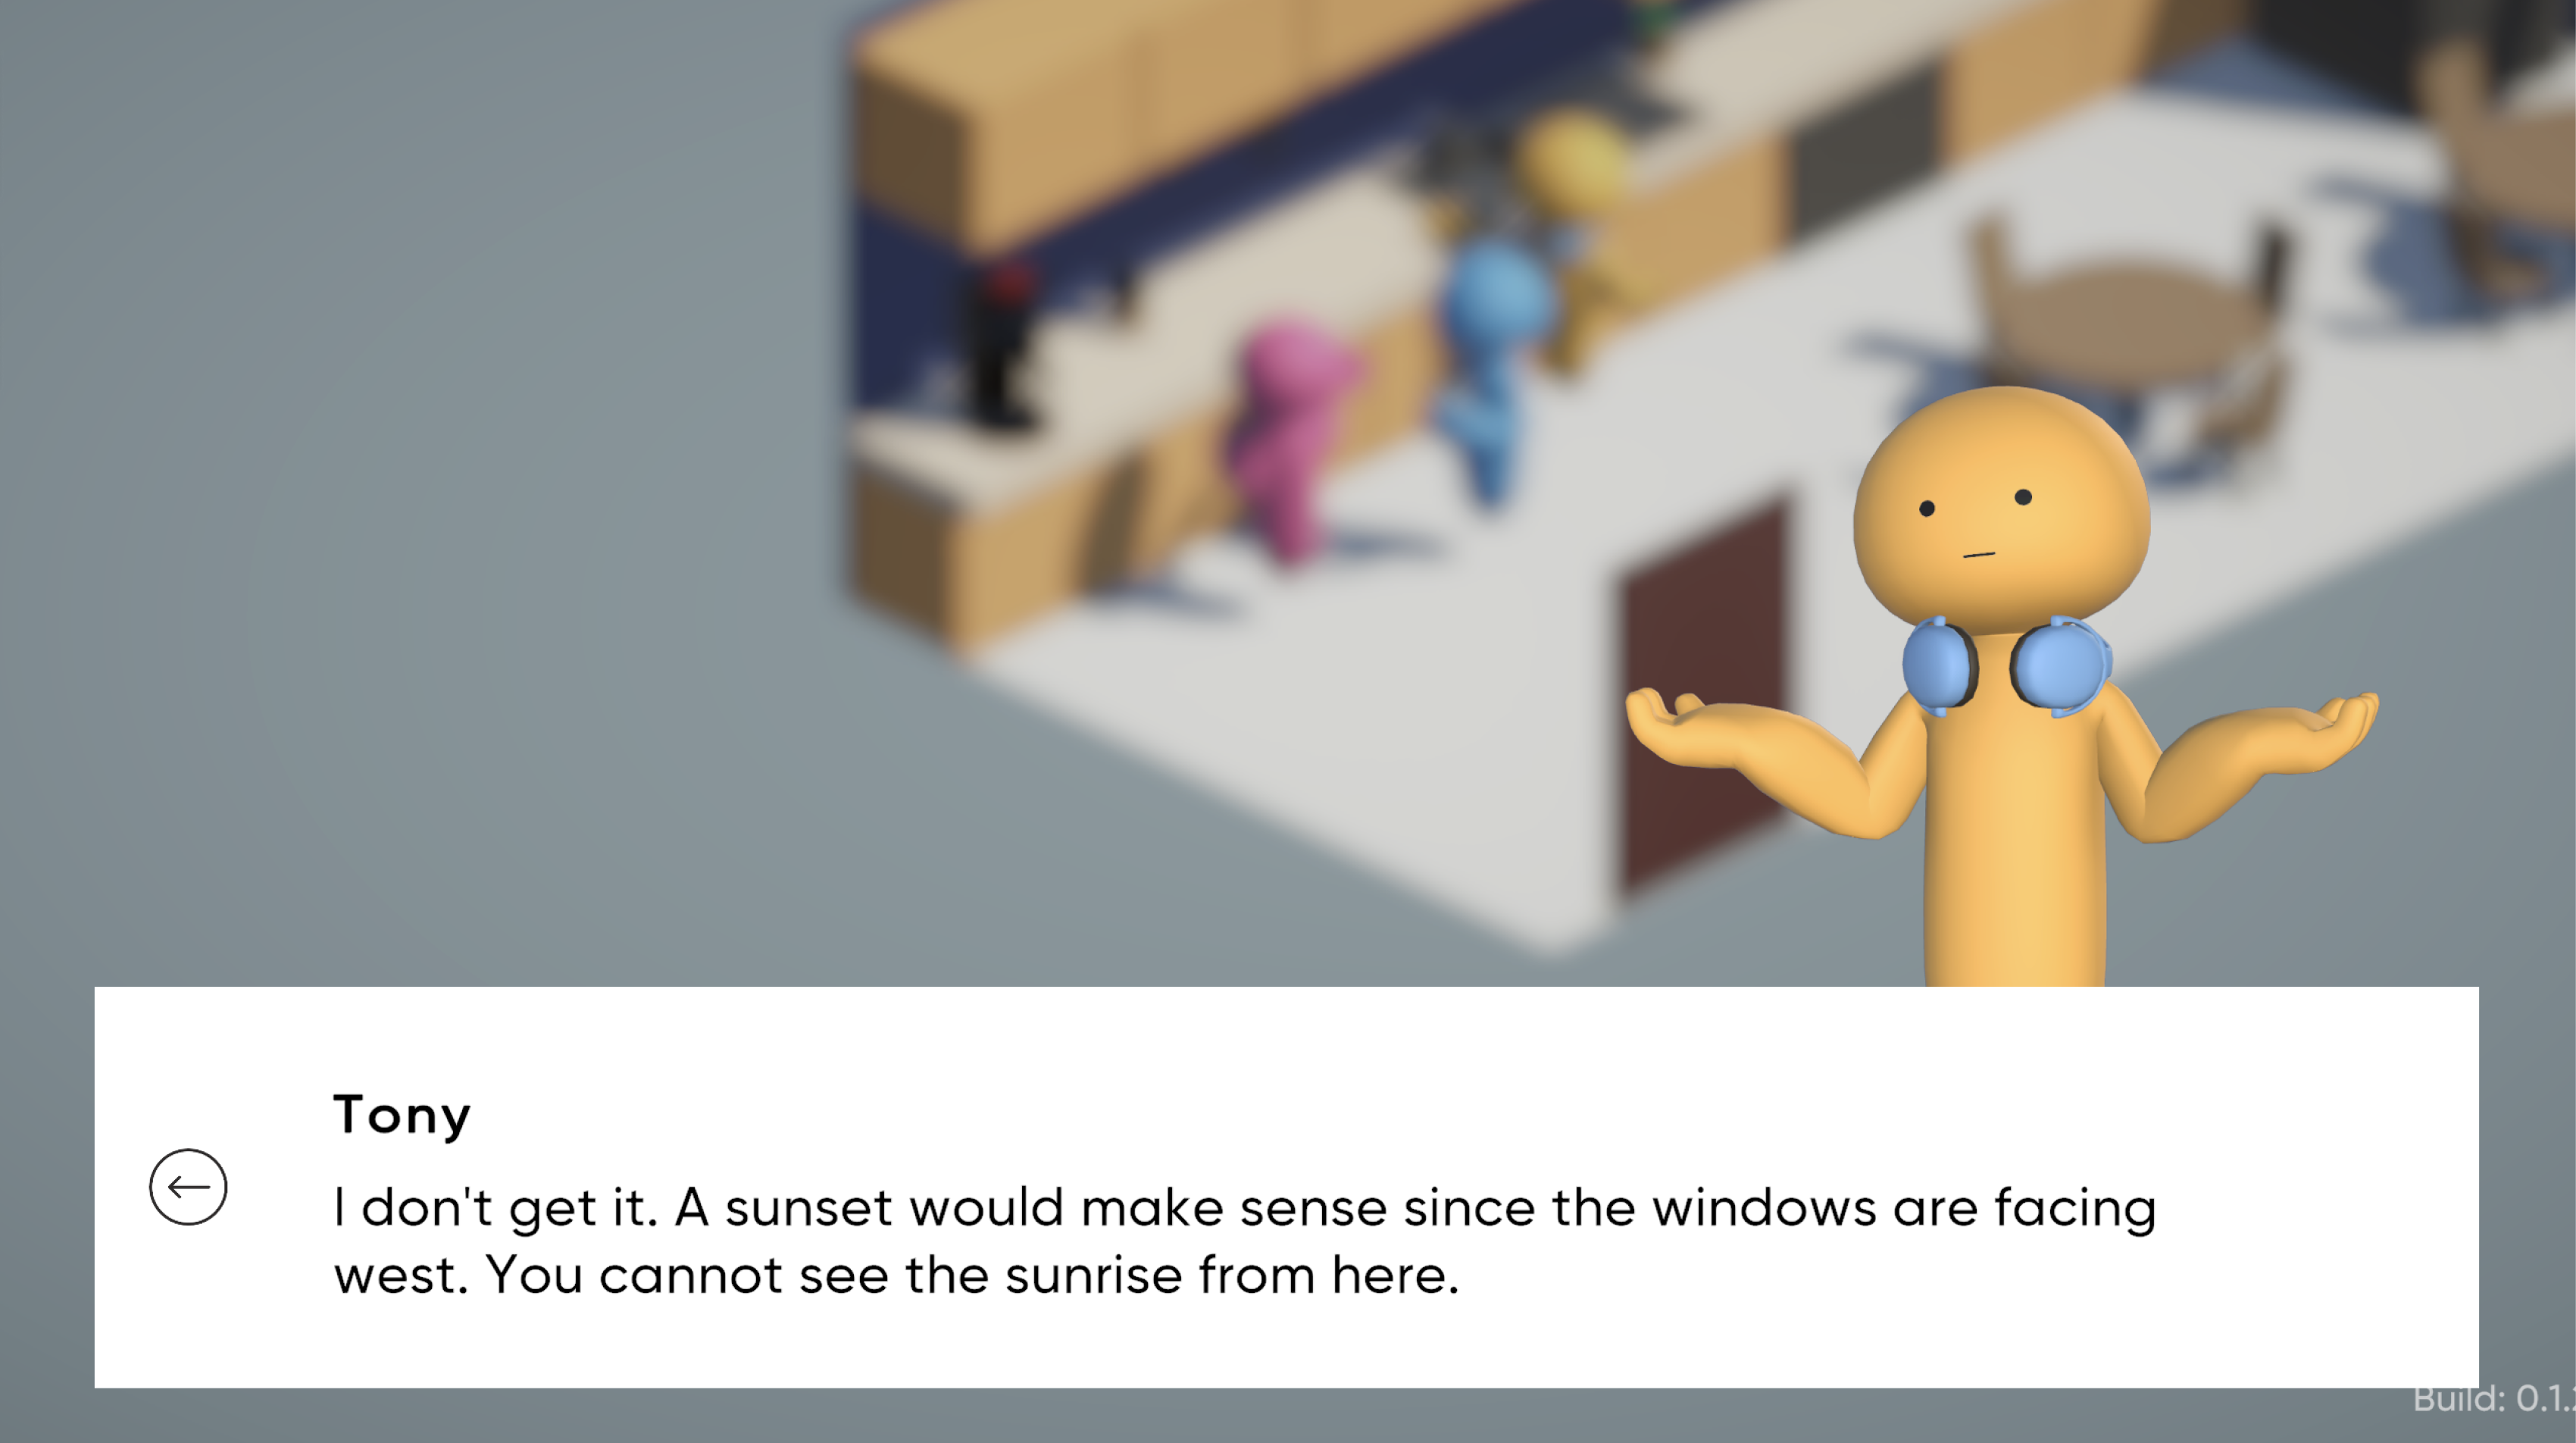 Tony
I don't get it. A sunset would make sense since the windows are facing
west. You cannot see the sunrise from here.
Build: 0.1.